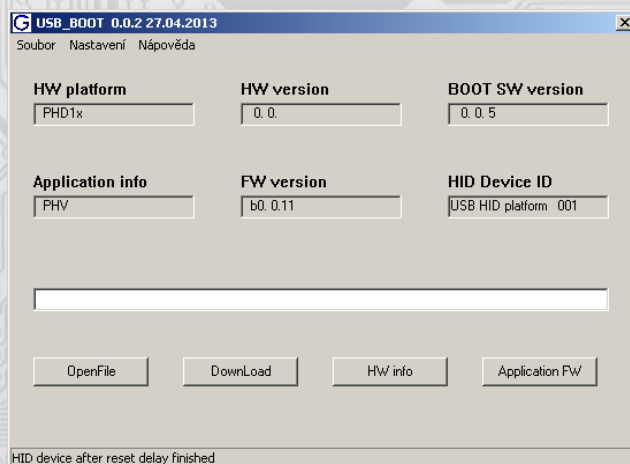 USB_BOOT 0.0.2 27.04.2013
Soubor Nastavení Nápověda
HW platform HW version BOOT SW version
PHD1x 0. 0. 0. 0. 5
Application info FW version HID Device ID
PHV b0. 0.11 USB HID platform 001
OpenFile DownLoad HW info Application FW
HID device after reset delay finished